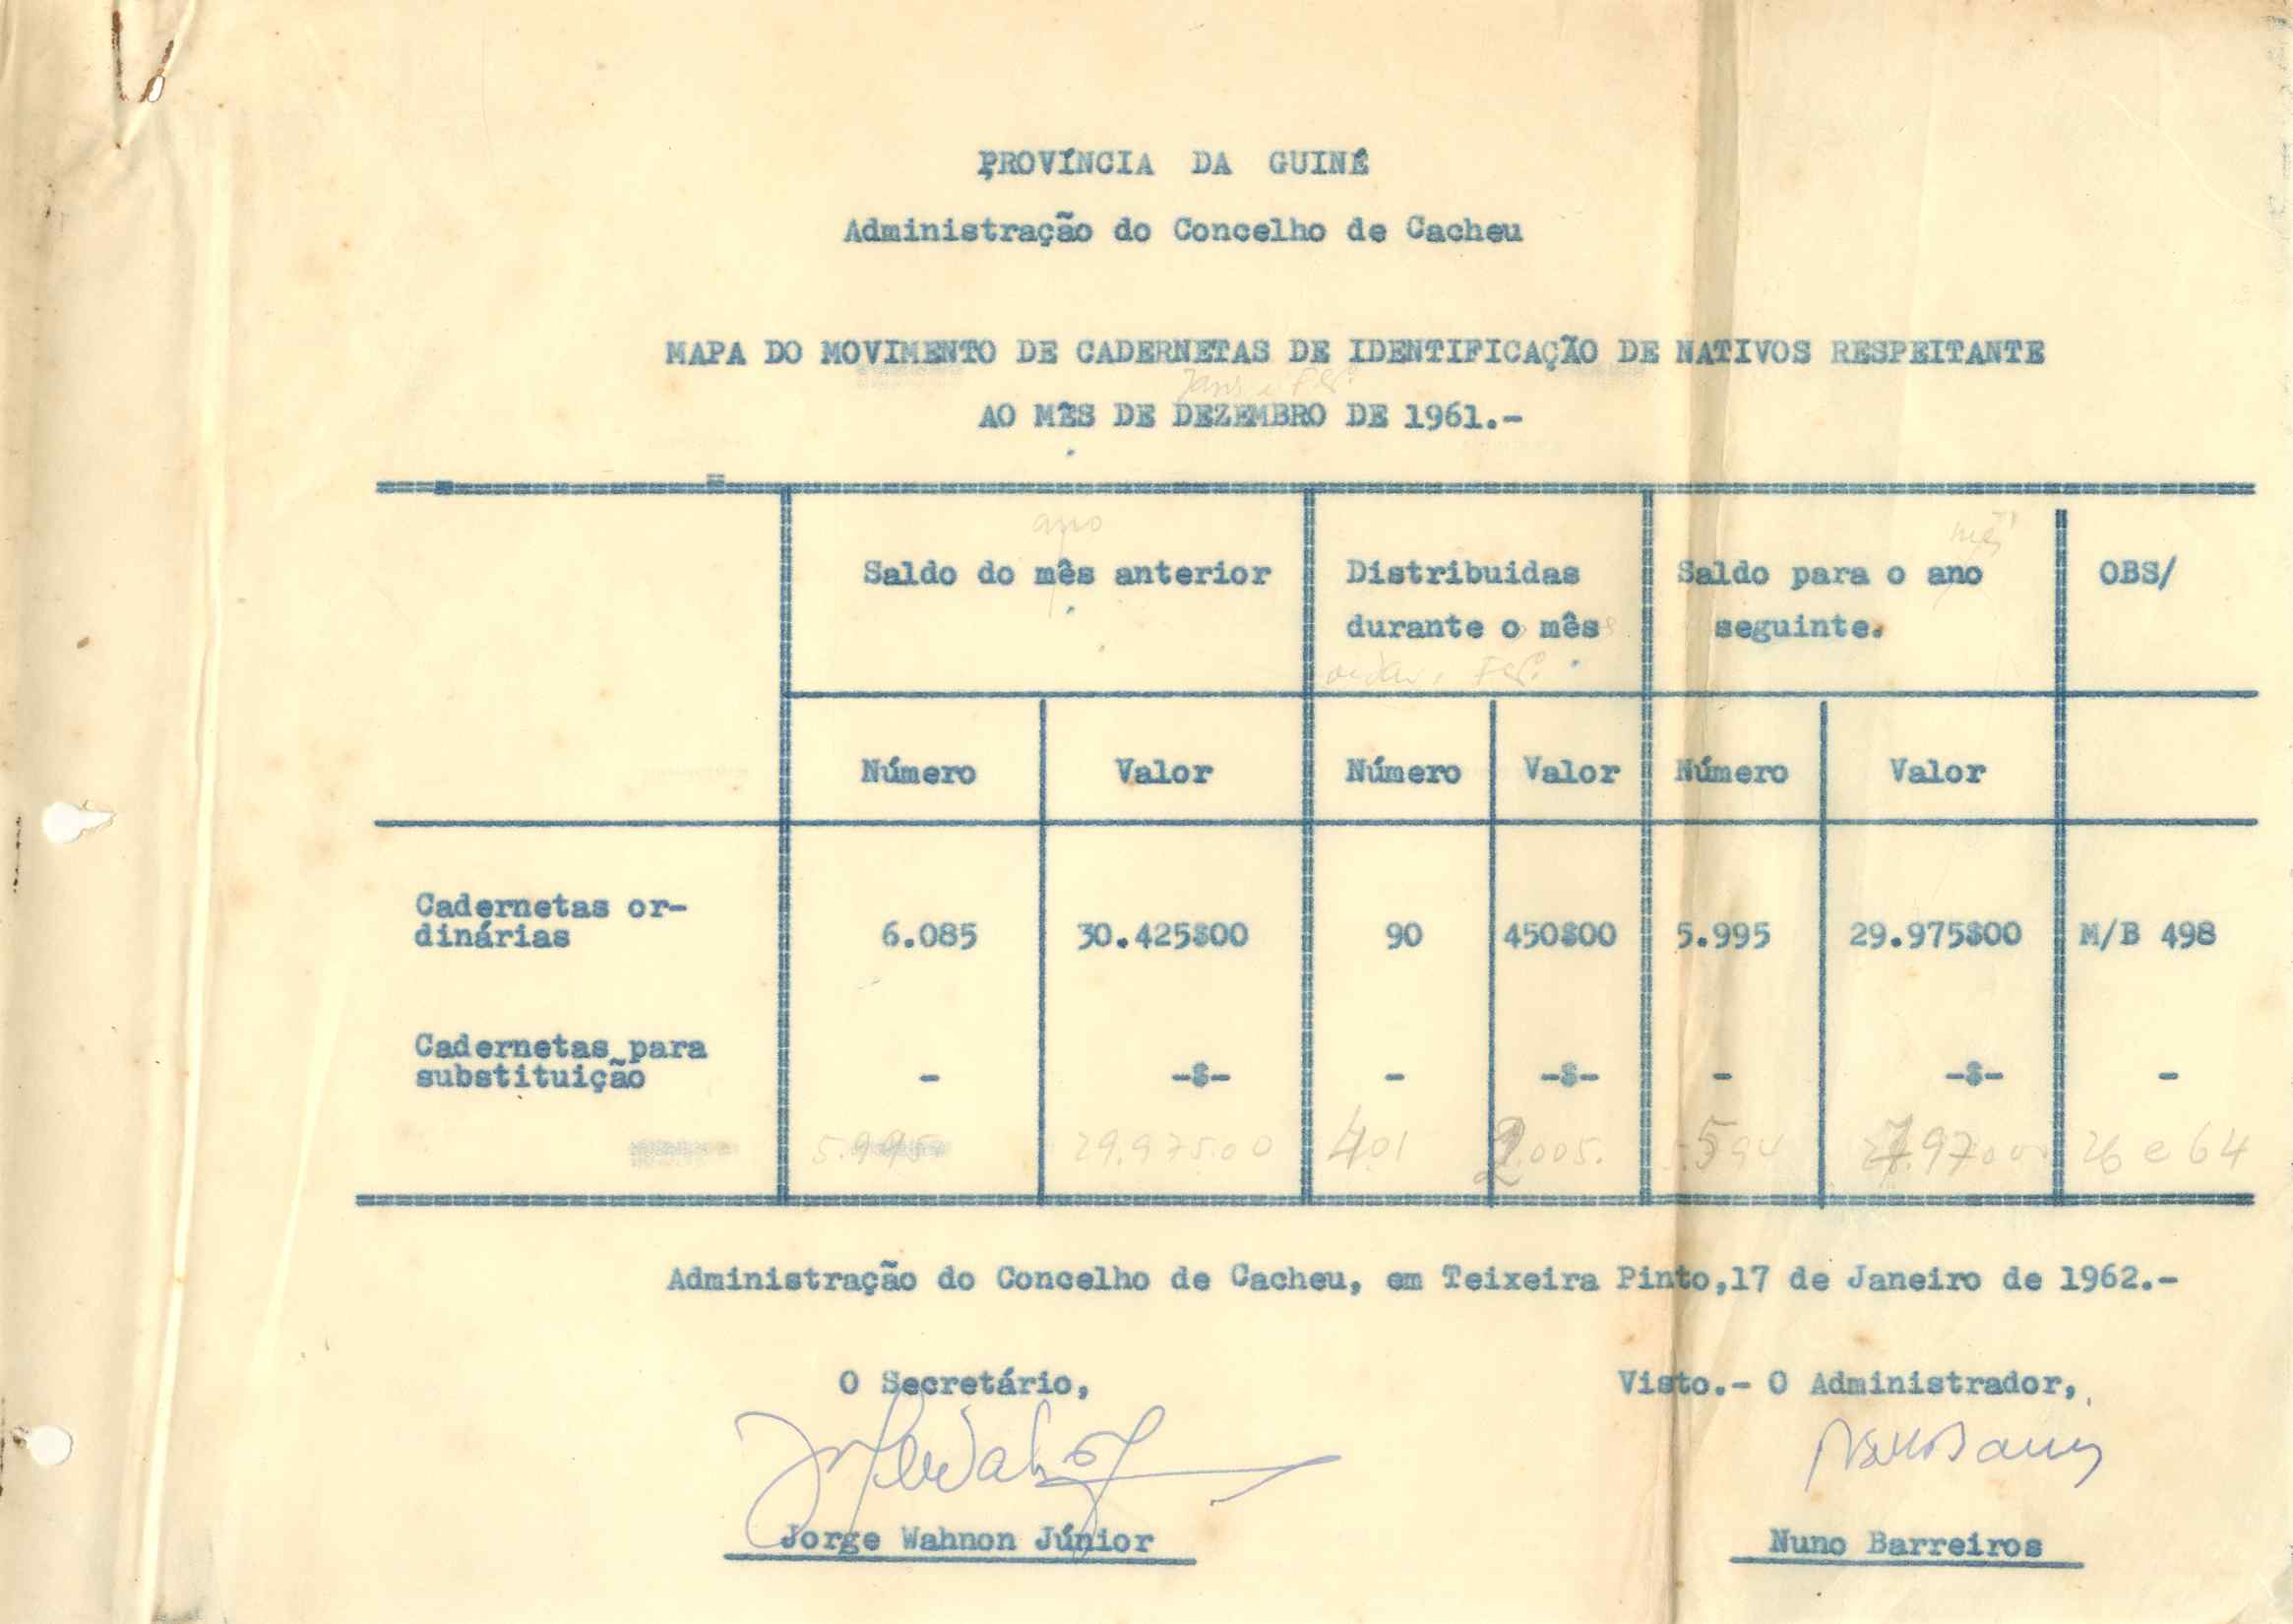 PROVÍNCIA DA GUINÉ
Administração do Concelho de Cacheu
MAPA DO MOVIMENTO DE CADERNETAS DE IDENTIFICAÇÃO DE NATIVOS RESPEITANTE
AO MÊS DE DEZEMBRO DE 1961.-
ano
mês
Saldo do mês anterior
Distribuidas
durante o mês
Saldo para o ano
seguinte.
OBS/
Número Valor Número Valor Número Valor
Cadernetas or-
dinárias
6.085 30.425$00 90 450$00 5.995 29.975$00 M/B 498
Cadernetas para
substituição
- -$- - -$- - -$- -
5.995 29.975.00 401 2.005. 5.594 26 e 64
Administração do Concelho de Cacheu, em Teixeira Pinto,17 de Janeiro de 1962.-
O Secretário,
Jorge Wahnon Júnior
Visto.- O Administrador,
Nuno Barreiros